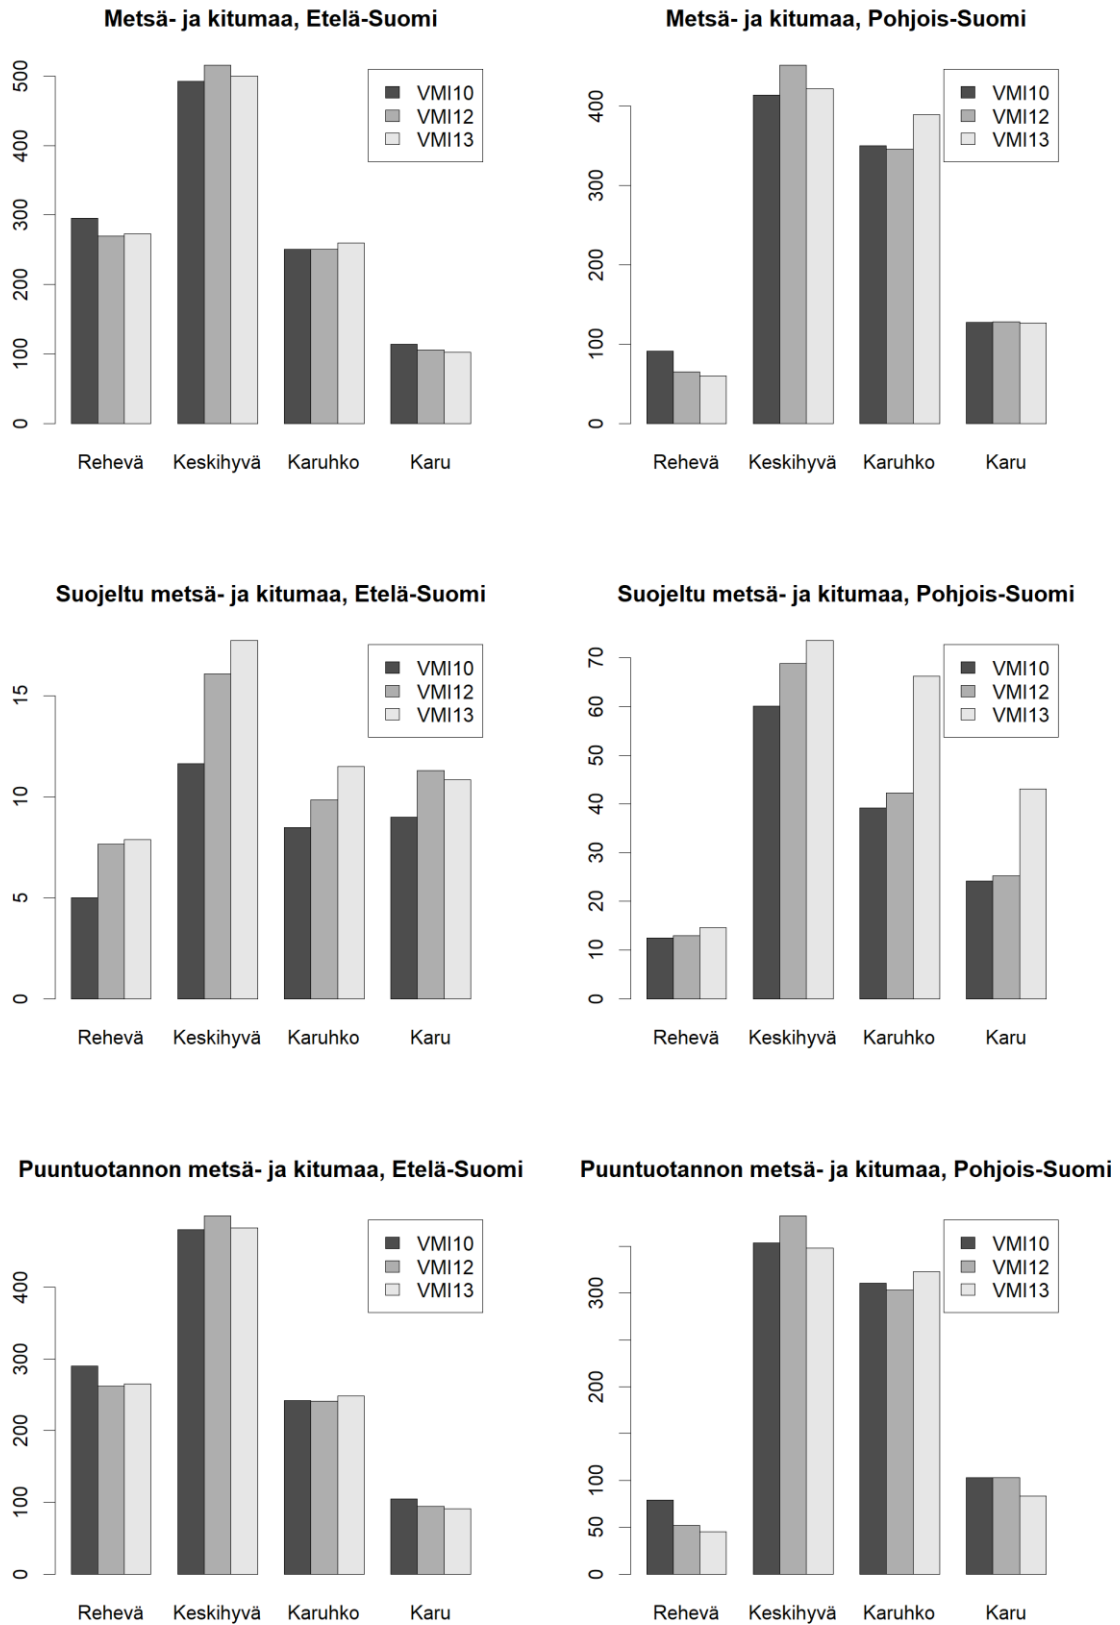 Metsä- ja kitumaa, Etelä-Suomi
500
400
300
200
100
0
VMI10
VMI12
VMI13
Rehevä Keskihyvä Karuhko Karu
Metsä- ja kitumaa, Pohjois-Suomi
400
300
200
100
0
VMI10
VMI12
VMI13
Rehevä Keskihyvä Karuhko Karu
Suojeltu metsä- ja kitumaa, Etelä-Suomi
15
10
5
0
VMI10
VMI12
VMI13
Rehevä Keskihyvä Karuhko Karu
Suojeltu metsä- ja kitumaa, Pohjois-Suomi
70
60
50
40
30
20
10
0
VMI10
VMI12
VMI13
Rehevä Keskihyvä Karuhko Karu
Puuntuotannon metsä- ja kitumaa, Etelä-Suomi
400
300
200
100
0
VMI10
VMI12
VMI13
Rehevä Keskihyvä Karuhko Karu
Puuntuotannon metsä- ja kitumaa, Pohjois-Suomi
300
200
100
50
0
VMI10
VMI12
VMI13
Rehevä Keskihyvä Karuhko Karu